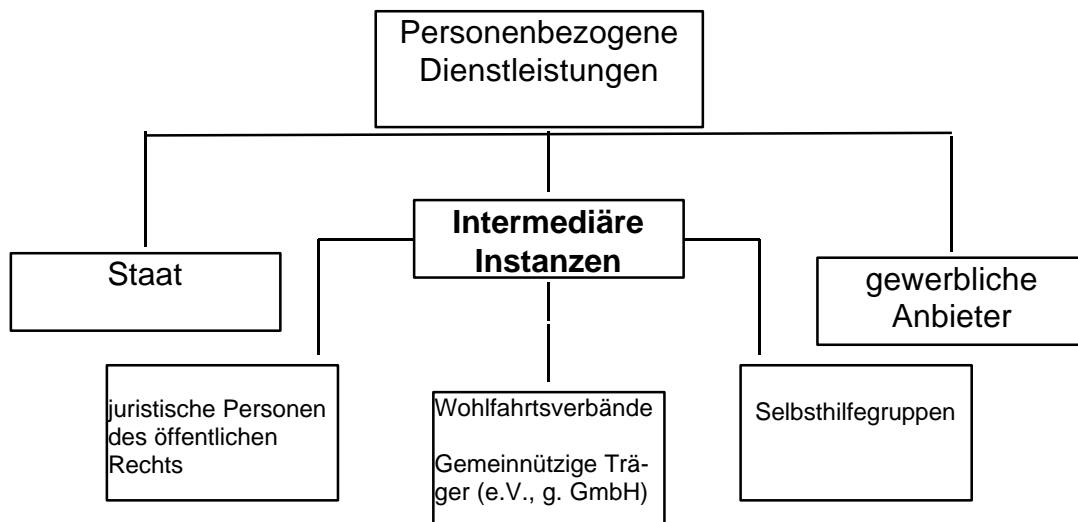 Personenbezogene
Dienstleistungen
Intermediäre
Instanzen
Staat
gewerbliche
Anbieter
juristische Personen
des öffentlichen
Rechts
Wohlfahrtsverbände
Gemeinnützige Trä-
ger (e.V., g. GmbH)
Selbsthilfegruppen